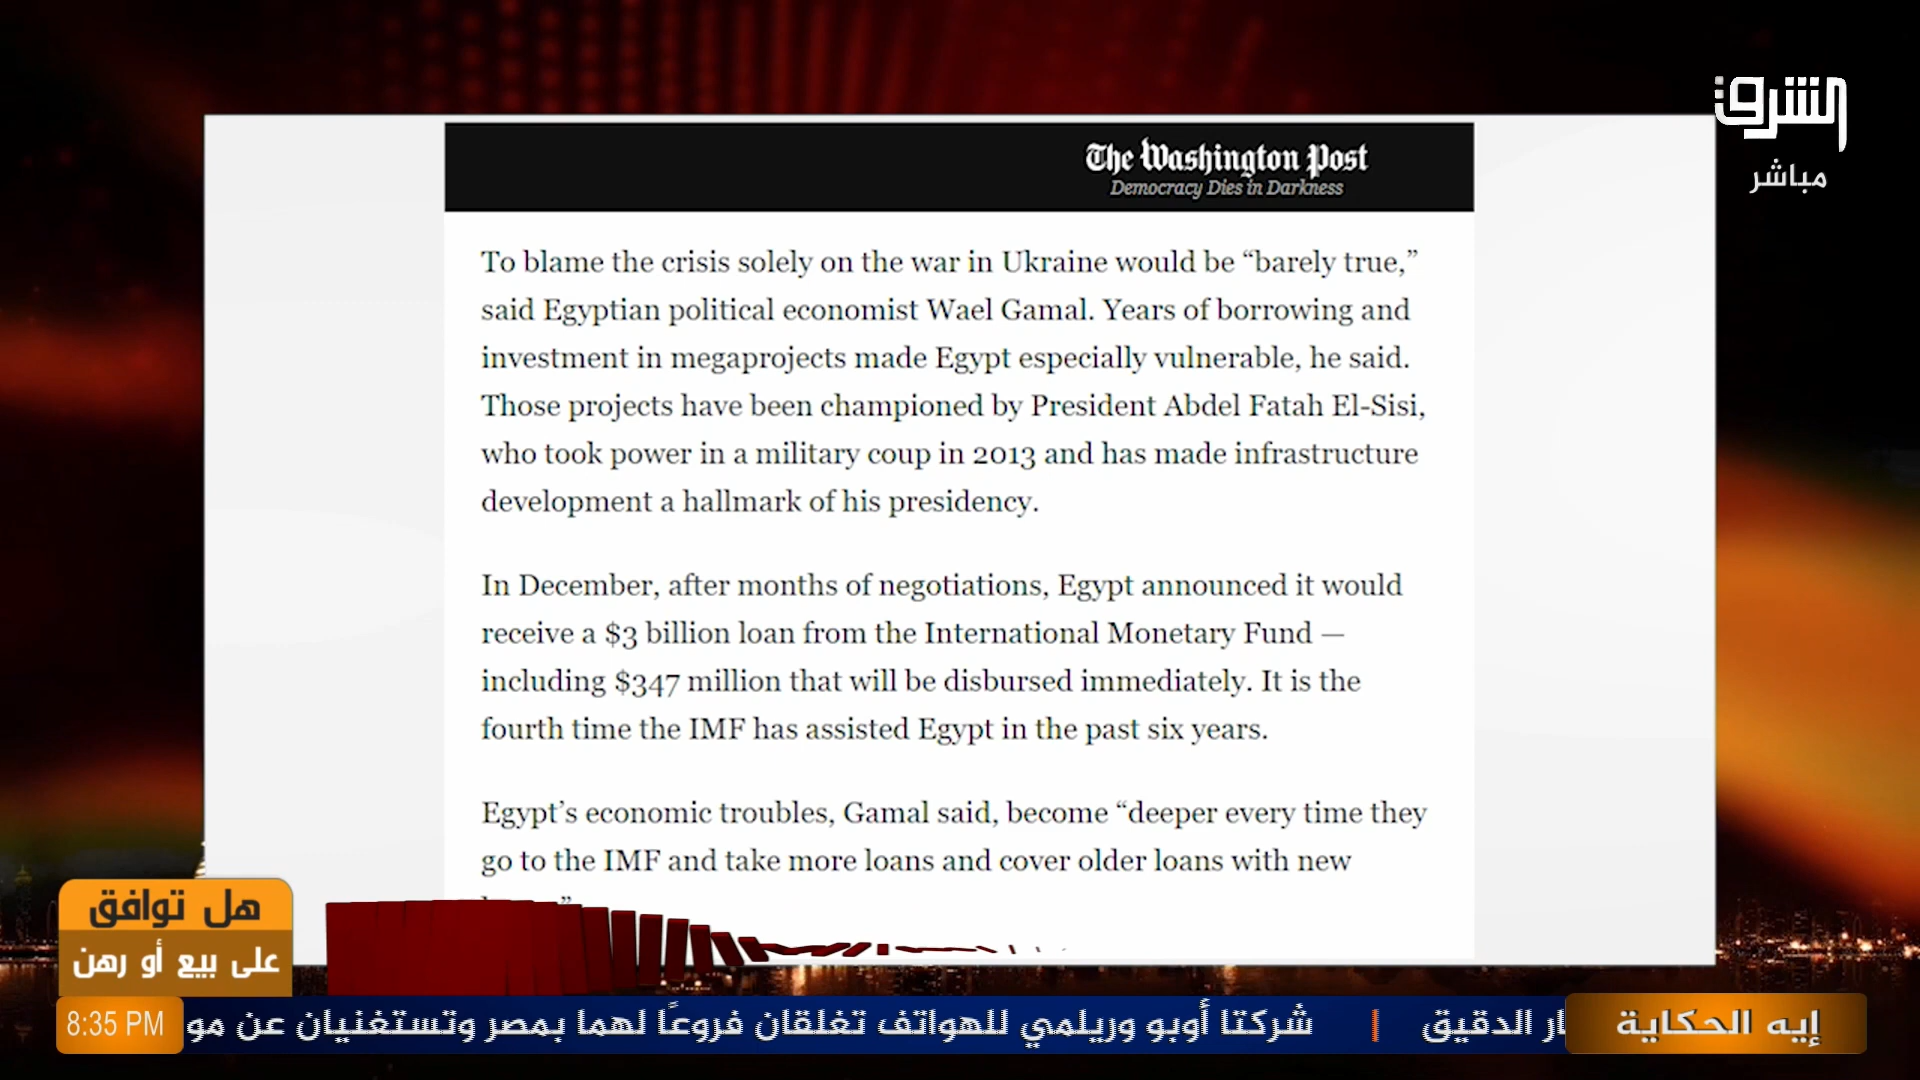 الشرق
مباشر
The Washington Post
Democracy Dies in Darkness
To blame the crisis solely on the war in Ukraine would be “barely true,”
said Egyptian political economist Wael Gamal. Years of borrowing and
investment in megaprojects made Egypt especially vulnerable, he said.
Those projects have been championed by President Abdel Fatah El-Sisi,
who took power in a military coup in 2013 and has made infrastructure
development a hallmark of his presidency.
In December, after months of negotiations, Egypt announced it would
receive a $3 billion loan from the International Monetary Fund —
including $347 million that will be disbursed immediately. It is the
fourth time the IMF has assisted Egypt in the past six years.
Egypt’s economic troubles, Gamal said, become “deeper every time they
go to the IMF and take more loans and cover older loans with new
هل توافق
على بيع أو رهن
إيه الحكاية
ار الدقيق | شركتا أوبو وريلمي للهواتف تغلقان فروعًا لهما بمصر وتستغنيان عن مو
8:35 PM